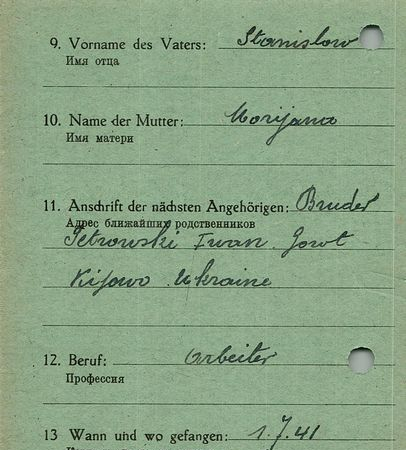 9. Vorname des Vaters: Stanislow
Имя отца
10. Name der Mutter: Morijana
Имя матери
11. Anschrift der nächsten Angehörigen: Bruder
Адрес ближайших родственников
Petrowski Iwan. Gowt
Kijowo Ukraine
12. Beruf: Arbeiter
Профессия
13 Wann und wo gefangen: 1.7.41